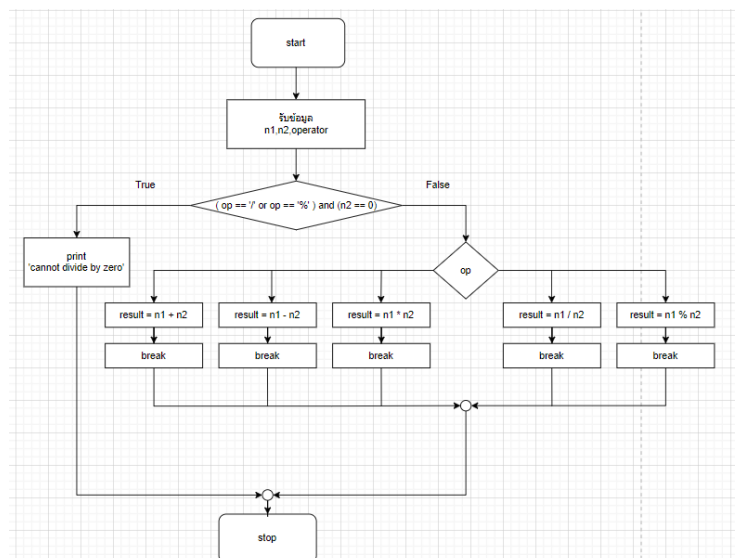 start
รับข้อมูล
n1,n2,operator
True
False
( op == '/' or op == '%' ) and (n2 == 0)
print
'cannot divide by zero'
op
result = n1 + n2
result = n1 - n2
result = n1 * n2
result = n1 / n2
result = n1 % n2
break
break
break
break
break
stop